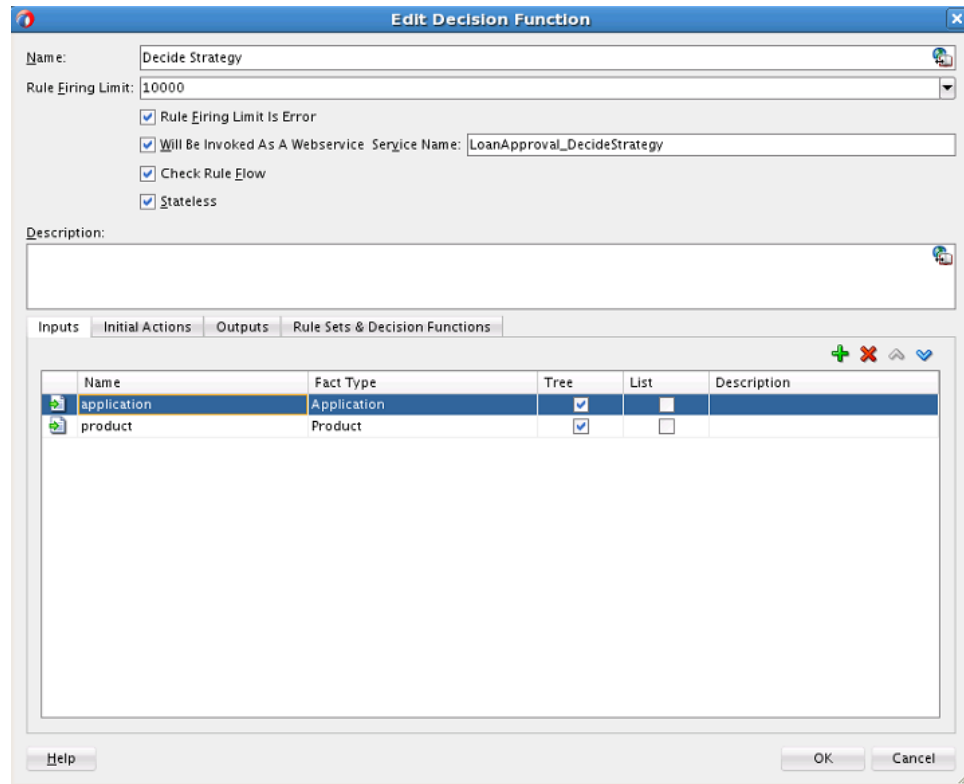 Edit Decision Function
Name: Decide Strategy
Rule Firing Limit: 10000
Rule Firing Limit Is Error
Will Be Invoked As A Webservice Service Name: LoanApproval_DecideStrategy
Check Rule Flow
Stateless
Description:
Inputs Initial Actions Outputs Rule Sets & Decision Functions
Name Fact Type Tree List Description
application Application
product Product
Help OK Cancel